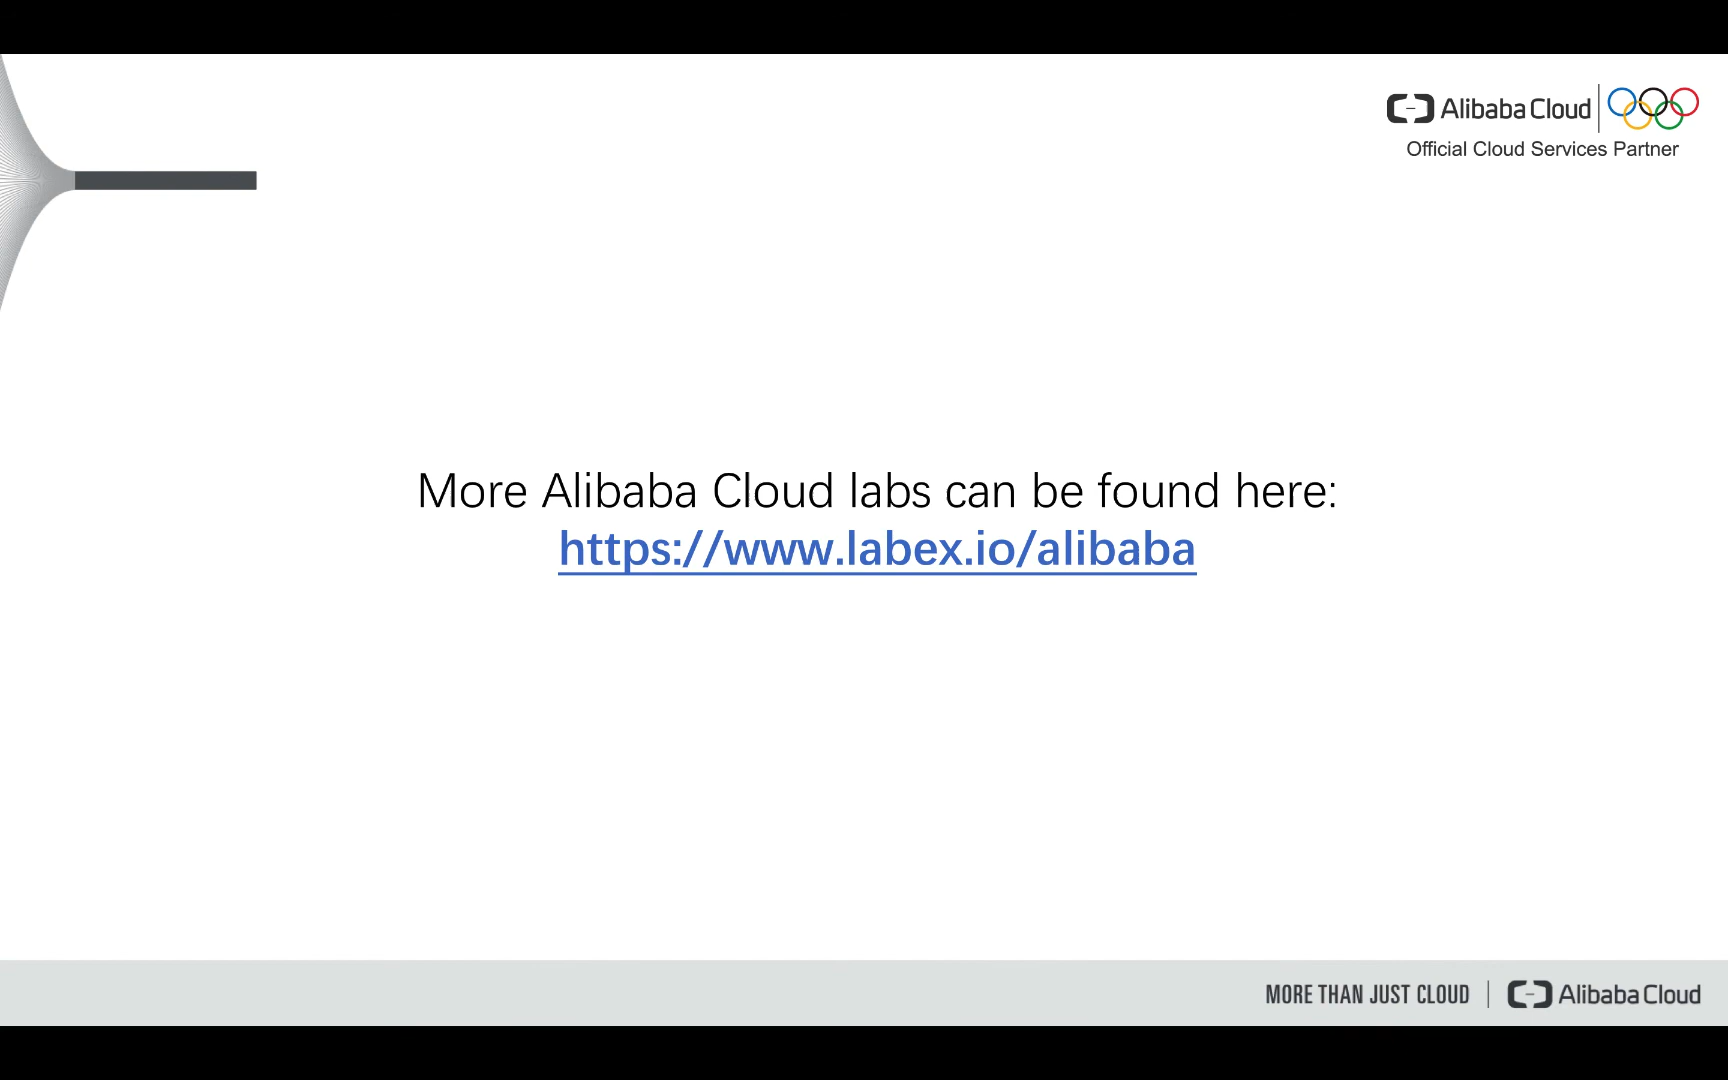 Alibaba Cloud
Official Cloud Services Partner
More Alibaba Cloud labs can be found here:
https://www.labex.io/alibaba
MORE THAN JUST CLOUD | Alibaba Cloud